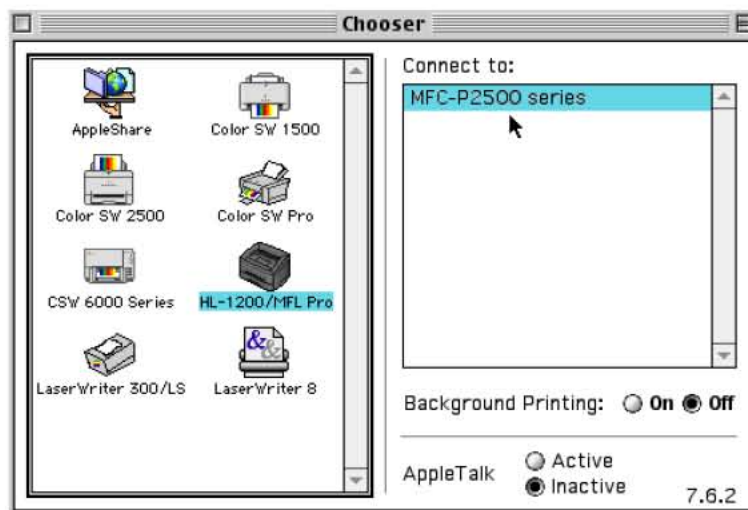 Chooser
AppleShare
Color SW 1500
Color SW 2500
Color SW Pro
CSW 6000 Series
HL-1200/MFL Pro
LaserWriter 300/LS
LaserWriter 8
Connect to:
MFC-P2500 series
Background Printing: On Off
AppleTalk
Active
Inactive
7.6.2